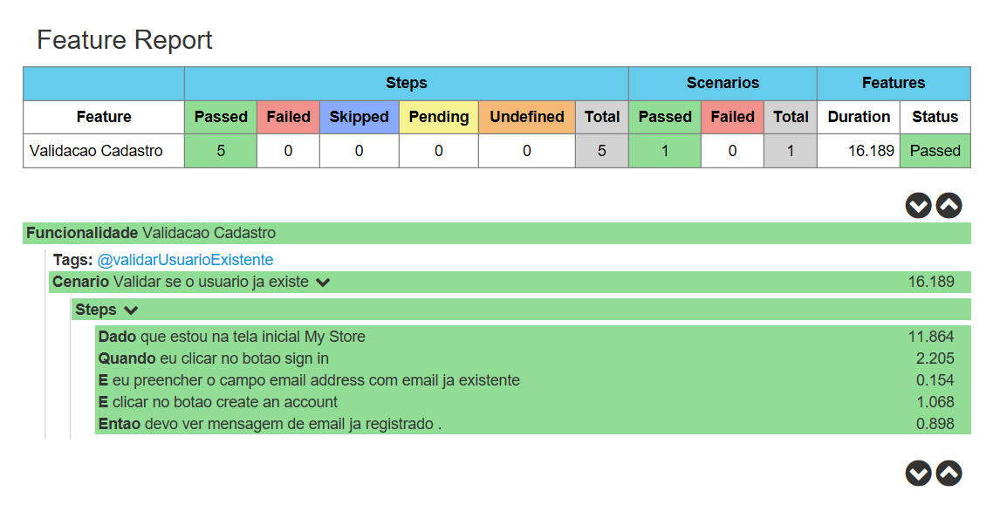 Feature Report
Steps Scenarios Features
Feature Passed Failed Skipped Pending Undefined Total Passed Failed Total Duration Status
Validacao Cadastro 5 0 0 0 0 5 1 0 1 16.189 Passed
Funcionalidade Validacao Cadastro
Tags: @validarUsuarioExistente
Cenario Validar se o usuario ja existe 16.189
Steps
Dado que estou na tela inicial My Store 11.864
Quando eu clicar no botao sign in 2.205
E eu preencher o campo email address com email ja existente 0.154
E clicar no botao create an account 1.068
Entao devo ver mensagem de email ja registrado . 0.898